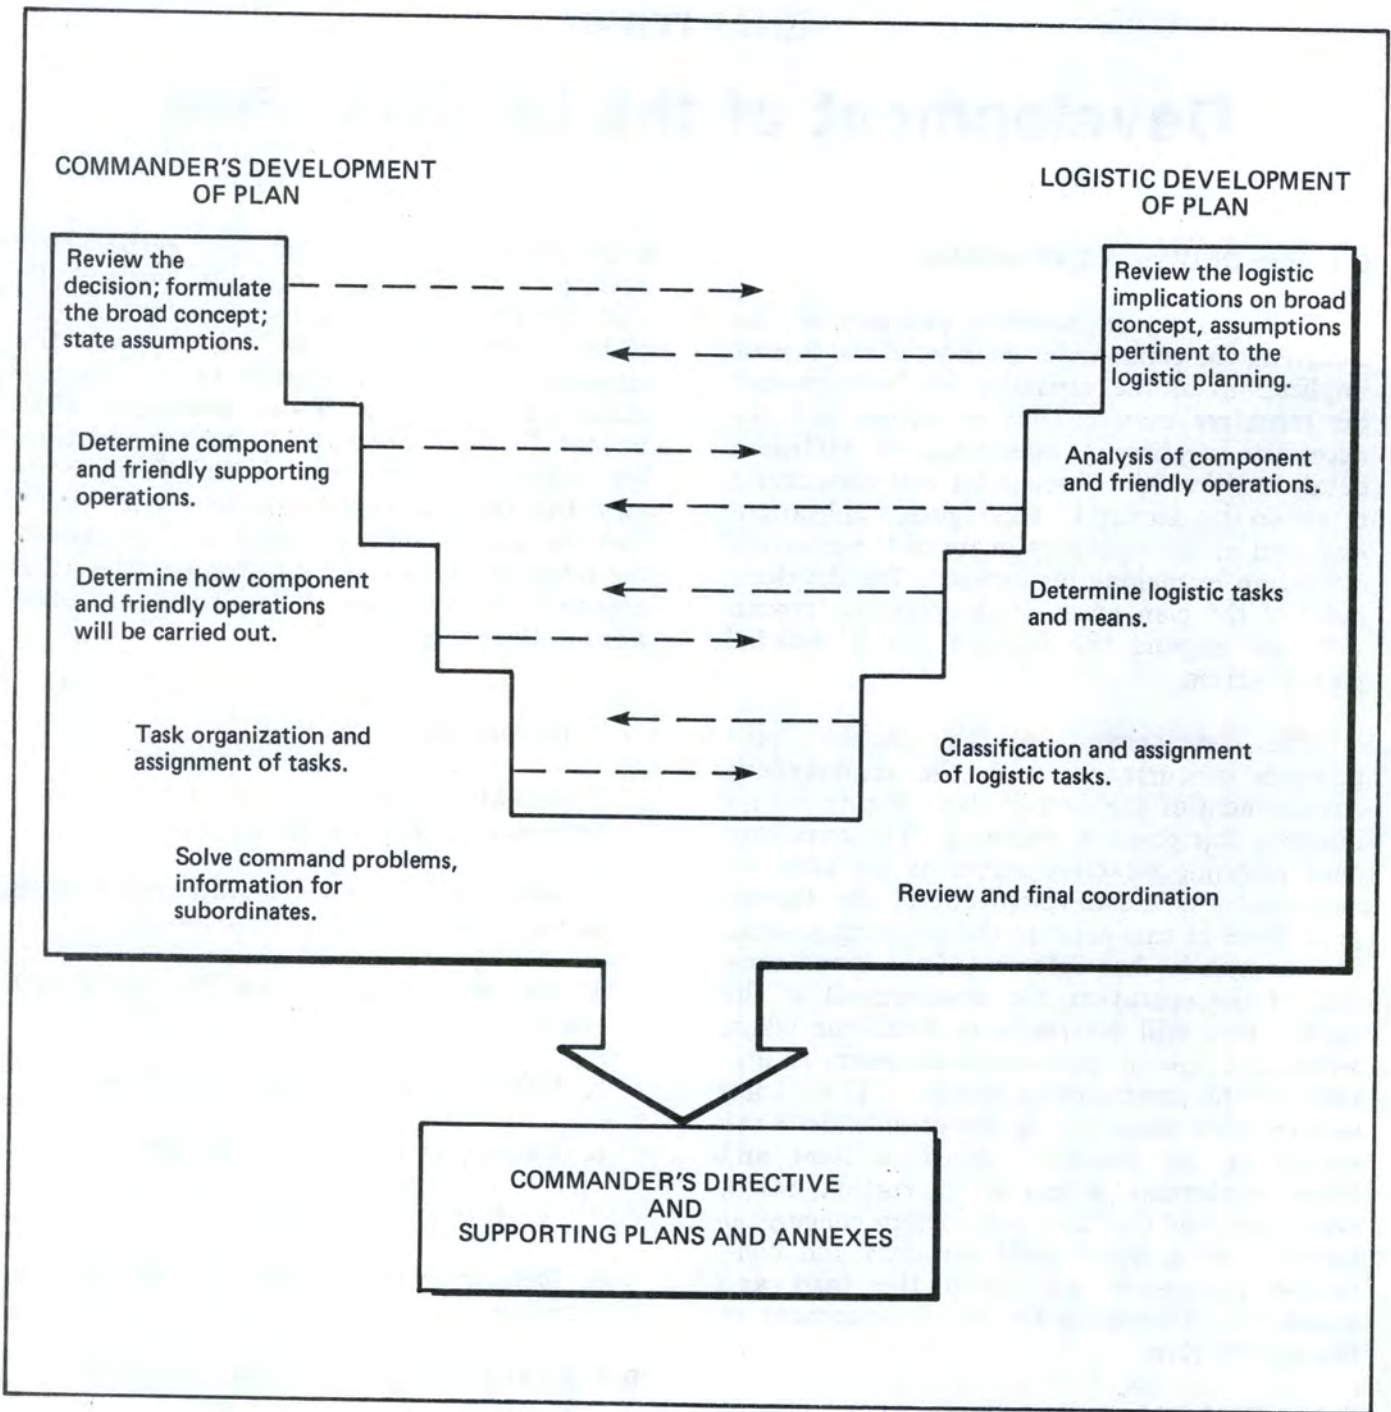 COMMANDER'S DEVELOPMENT
OF PLAN
Review the
decision; formulate
the broad concept;
state assumptions.
Determine component
and friendly supporting
operations.
Determine how component
and friendly operations
will be carried out.
Task organization and
assignment of tasks.
Solve command problems,
information for
subordinates.
LOGISTIC DEVELOPMENT
OF PLAN
Review the logistic
implications on broad
concept, assumptions
pertinent to the
logistic planning.
Analysis of component
and friendly operations.
Determine logistic tasks
and means.
Classification and assignment
of logistic tasks.
Review and final coordination
COMMANDER'S DIRECTIVE
AND
SUPPORTING PLANS AND ANNEXES